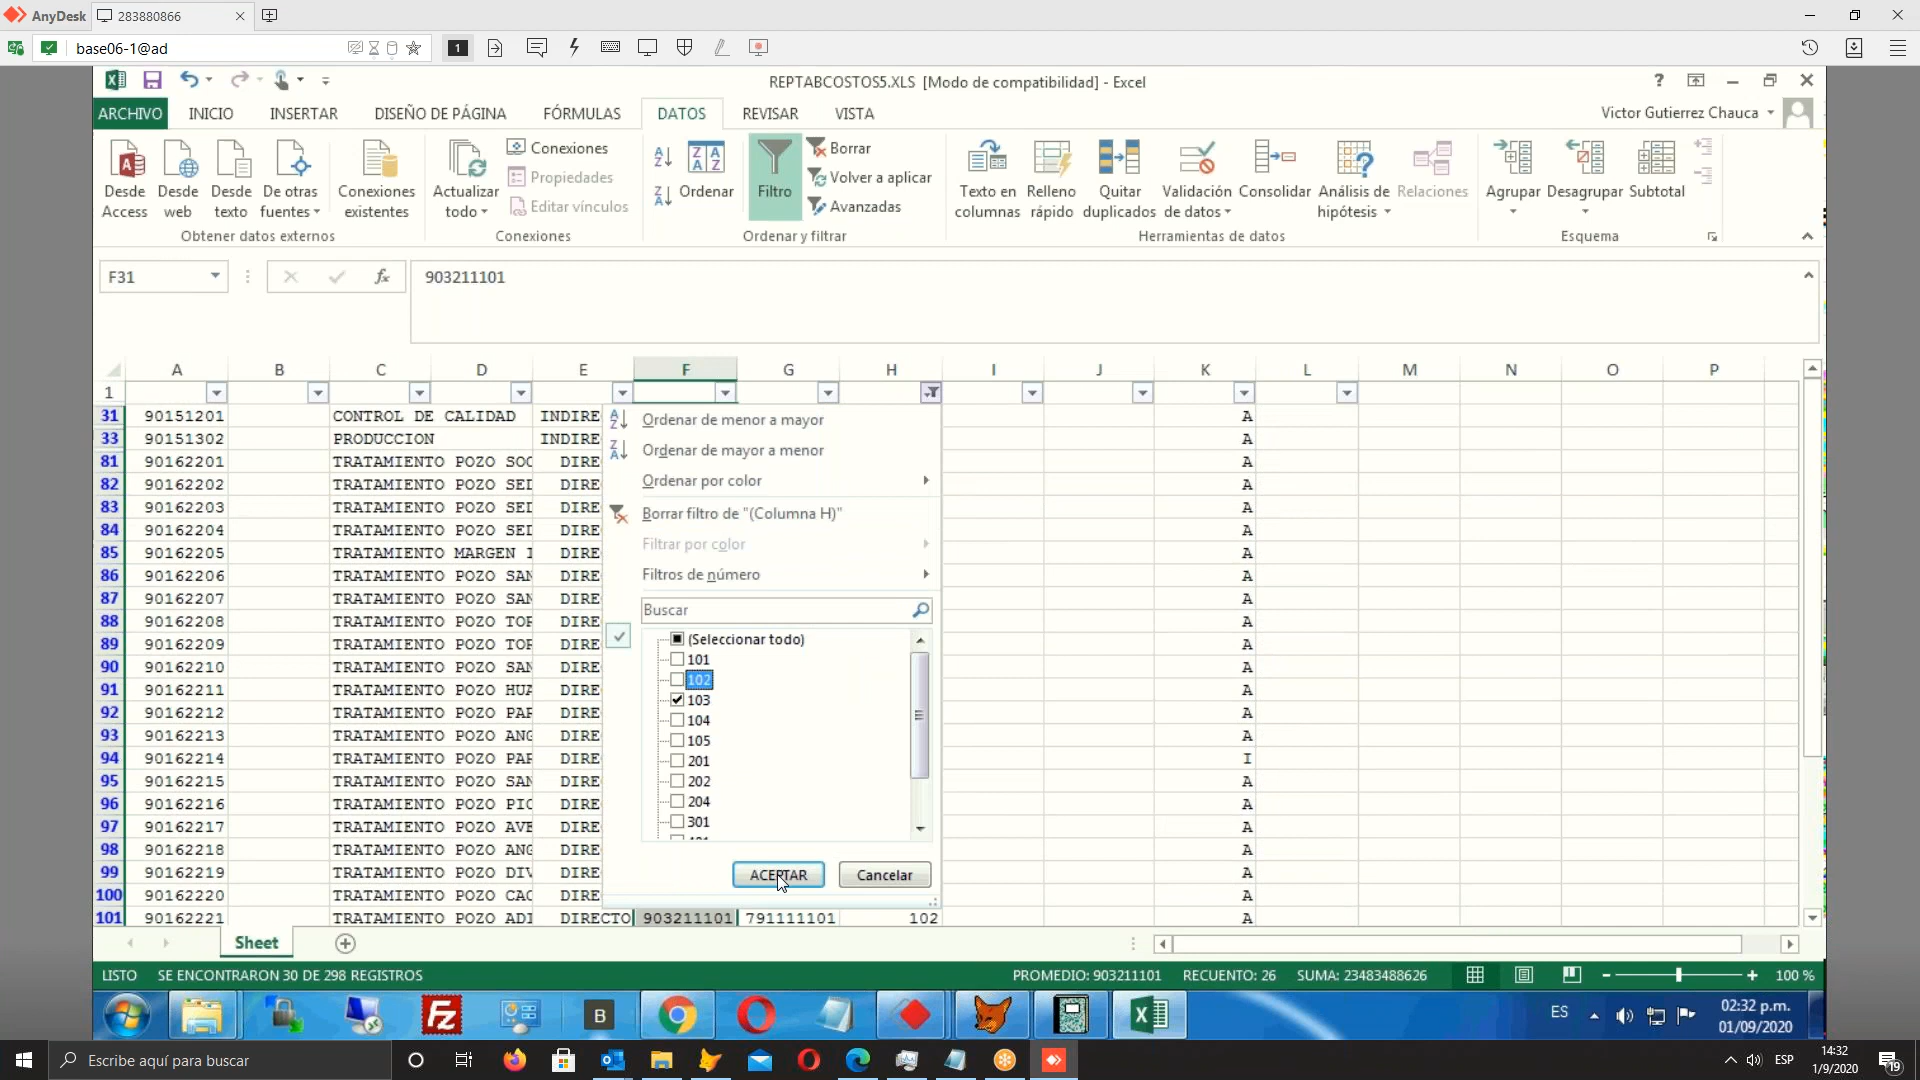 AnyDesk
283880866
base06-1@ad
1
REPTABCOSTOS5.XLS [Modo de compatibilidad] - Excel
ARCHIVO INICIO INSERTAR DISEÑO DE PÁGINA FÓRMULAS DATOS REVISAR VISTA
Victor Gutierrez Chauca
Desde Access
Desde web
Desde texto
De otras fuentes
Conexiones existentes
Obtener datos externos
Actualizar todo
Conexiones
Propiedades
Editar vínculos
Conexiones
Ordenar
Filtro
Borrar
Volver a aplicar
Avanzadas
Ordenar y filtrar
Texto en columnas
Relleno rápido
Quitar duplicados
Validación de datos
Consolidar
Análisis de hipótesis
Relaciones
Herramientas de datos
Agrupar
Desagrupar
Subtotal
Esquema
F31
fx
903211101
A B C D E F G H I J K L M N O P
1
31 90151201 CONTROL DE CALIDAD INDIRE A
33 90151302 PRODUCCION INDIRE A
81 90162201 TRATAMIENTO POZO SOC DIRE A
82 90162202 TRATAMIENTO POZO SED DIRE A
83 90162203 TRATAMIENTO POZO SED DIRE A
84 90162204 TRATAMIENTO POZO SED DIRE A
85 90162205 TRATAMIENTO MARGEN I DIRE A
86 90162206 TRATAMIENTO POZO SAN DIRE A
87 90162207 TRATAMIENTO POZO SAN DIRE A
88 90162208 TRATAMIENTO POZO TOR DIRE A
89 90162209 TRATAMIENTO POZO TOR DIRE A
90 90162210 TRATAMIENTO POZO SAN DIRE A
91 90162211 TRATAMIENTO POZO HUA DIRE A
92 90162212 TRATAMIENTO POZO PAR DIRE A
93 90162213 TRATAMIENTO POZO ANG DIRE A
94 90162214 TRATAMIENTO POZO PAR DIRE I
95 90162215 TRATAMIENTO POZO SAN DIRE A
96 90162216 TRATAMIENTO POZO PIC DIRE A
97 90162217 TRATAMIENTO POZO AVE DIRE A
98 90162218 TRATAMIENTO POZO ANG DIRE A
99 90162219 TRATAMIENTO POZO DIV DIRE A
100 90162220 TRATAMIENTO POZO CAC DIRE A
101 90162221 TRATAMIENTO POZO ADI DIRECTO 903211101 791111101 102 A
Ordenar de menor a mayor
Ordenar de mayor a menor
Ordenar por color
Borrar filtro de "(Columna H)"
Filtrar por color
Filtros de número
Buscar
(Seleccionar todo)
101
102
103
104
105
201
202
204
301
ACEPTAR Cancelar
Sheet
LISTO SE ENCONTRARON 30 DE 298 REGISTROS
PROMEDIO: 903211101 RECUENTO: 26 SUMA: 23483488626 100 %
ES
02:32 p.m.
01/09/2020
Escribe aquí para buscar
ESP
14:32
1/9/2020
19